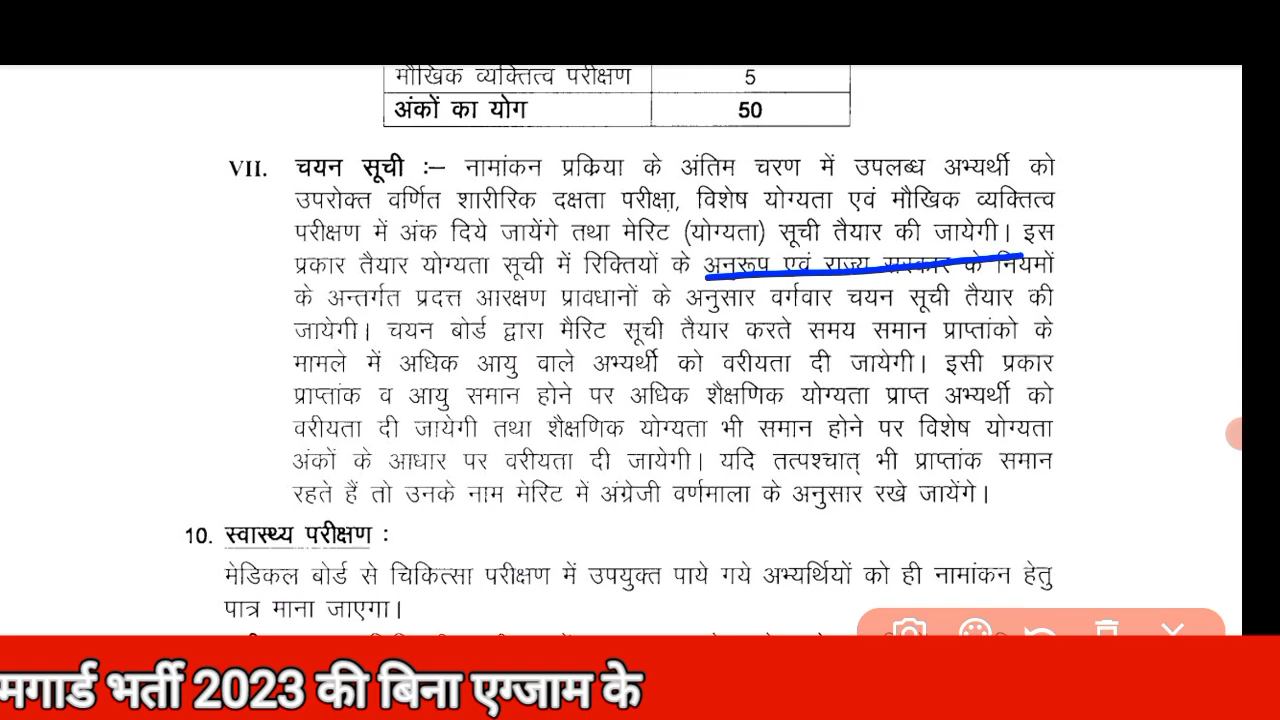 मौखिक व्यक्तित्व परीक्षण 5
अंकों का योग 50
VII. चयन सूची :– नामांकन प्रक्रिया के अंतिम चरण में उपलब्ध अभ्यर्थी को
उपरोक्त वर्णित शारीरिक दक्षता परीक्षा, विशेष योग्यता एवं मौखिक व्यक्तित्व
परीक्षण में अंक दिये जायेंगे तथा मेरिट (योग्यता) सूची तैयार की जायेगी। इस
प्रकार तैयार योग्यता सूची में रिक्तियों के अनुरूप एवं राज्य सरकार के नियमों
के अन्तर्गत प्रदत्त आरक्षण प्रावधानों के अनुसार वर्गवार चयन सूची तैयार की
जायेगी। चयन बोर्ड द्वारा मैरिट सूची तैयार करते समय समान प्राप्तांको के
मामले में अधिक आयु वाले अभ्यर्थी को वरीयता दी जायेगी। इसी प्रकार
प्राप्तांक व आयु समान होने पर अधिक शैक्षणिक योग्यता प्राप्त अभ्यर्थी को
वरीयता दी जायेगी तथा शैक्षणिक योग्यता भी समान होने पर विशेष योग्यता
अंकों के आधार पर वरीयता दी जायेगी। यदि तत्पश्चात् भी प्राप्तांक समान
रहते हैं तो उनके नाम मेरिट में अंग्रेजी वर्णमाला के अनुसार रखे जायेंगे।
10. स्वास्थ्य परीक्षण :
मेडिकल बोर्ड से चिकित्सा परीक्षण में उपयुक्त पाये गये अभ्यर्थियों को ही नामांकन हेतु
पात्र माना जाएगा।
मगार्ड भर्ती 2023 की बिना एग्जाम के